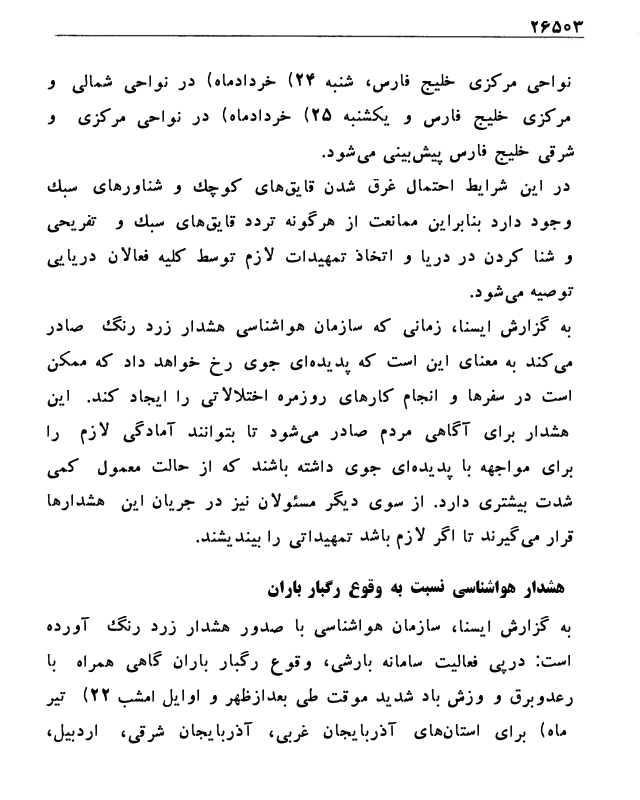 ۲۶۵۰۳
نواحی مرکزی خلیج فارس، شنبه ۲۴) خردادماه) در نواحی شمالی و
مرکزی خلیج فارس و یکشنبه ۲۵) خردادماه) در نواحی مرکزی و
شرقی خلیج فارس پیش‌بینی می‌شود.
در این شرایط احتمال غرق شدن قایق‌های کوچك و شناورهای سبك
وجود دارد بنابراین ممانعت از هرگونه تردد قایق‌های سبك و تفریحی
و شنا کردن در دریا و اتخاذ تمهیدات لازم توسط کلیه فعالان دریایی
توصیه می‌شود.
به گزارش ایسنا، زمانی که سازمان هواشناسی هشدار زرد رنگ صادر
می‌کند به معنای این است که پدیده‌ای جوی رخ خواهد داد که ممکن
است در سفرها و انجام کارهای روزمره اختلالاتی را ایجاد کند. این
هشدار برای آگاهی مردم صادر می‌شود تا بتوانند آمادگی لازم را
برای مواجهه با پدیده‌ای جوی داشته باشند که از حالت معمول کمی
شدت بیشتری دارد. از سوی دیگر مسئولان نیز در جریان این هشدارها
قرار می‌گیرند تا اگر لازم باشد تمهیداتی را بیندیشند.
هشدار هواشناسی نسبت به وقوع رگبار باران
به گزارش ایسنا، سازمان هواشناسی با صدور هشدار زرد رنگ آورده
است: درپی فعالیت سامانه بارشی، وقوع رگبار باران گاهی همراه با
رعدوبرق و وزش باد شدید موقت طی بعدازظهر و اوایل امشب ۲۲) تیر
ماه) برای استان‌های آذربایجان غربی، آذربایجان شرقی، اردبیل،